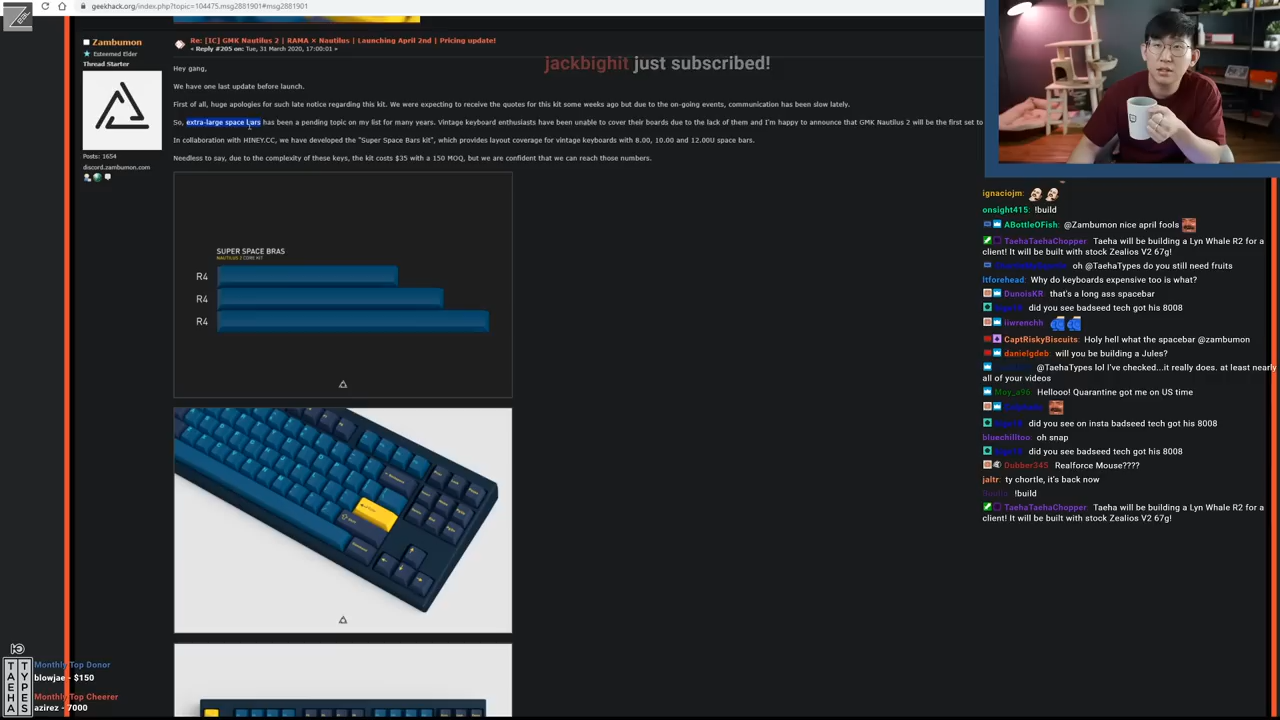 geekhack.org/index.php?topic=104475.msg2881901#msg2881901
Zambumon
Esteemed Elder
Thread Starter
Posts: 1654
discord.zambumon.com
Re: [IC] GMK Nautilus 2 | RAMA × Nautilus | Launching April 2nd | Pricing update!
« Reply #205 on: Tue, 31 March 2020, 17:00:01 »
Hey gang,
We have one last update before launch.
First of all, huge apologies for such late notice regarding this kit. We were expecting to receive the quotes for this kit some weeks ago but due to the on-going events, communication has been slow lately.
So, extra-large space bars has been a pending topic on my list for many years. Vintage keyboard enthusiasts have been unable to cover their boards due to the lack of them and I'm happy to announce that GMK Nautilus 2 will be the first set to
In collaboration with HINEY.CC, we have developed the "Super Space Bars kit", which provides layout coverage for vintage keyboards with 8.00, 10.00 and 12.00U space bars.
Needless to say, due to the complexity of these keys, the kit costs $35 with a 150 MOQ, but we are confident that we can reach those numbers.
SUPER SPACE BRAS
NAUTILUS 2 CORE KIT
R4
R4
R4
jackbighit just subscribed!
ignaciojm:
onsight415: !build
ABottleOfFish: @Zambumon nice april fools
TaehaTaehaChopper: Taeha will be building a Lyn Whale R2 for a
client! It will be built with stock Zealios V2 67g!
oh @TaehaTypes do you still need fruits
ltforehead: Why do keyboards expensive too is what?
DunoisKR: that's a long ass spacebar
did you see badseed tech got his 8008
iiwrenchh:
CaptRiskyBiscuits: Holy hell what the spacebar @zambumon
danielgdeb: will you be building a Jules?
@TaehaTypes lol I've checked...it really does. at least nearly
all of your videos
Moy_a96: Hellooo! Quarantine got me on US time
did you see on insta badseed tech got his 8008
bluechilltoo: oh snap
did you see badseed tech got his 8008
Dubber345: Realforce Mouse????
jaltr: ty chortle, it's back now
!build
TaehaTaehaChopper: Taeha will be building a Lyn Whale R2 for a
client! It will be built with stock Zealios V2 67g!
TAEHA
TYPES
Monthly Top Donor
blowjae - $150
Monthly Top Cheerer
azirez - 7000